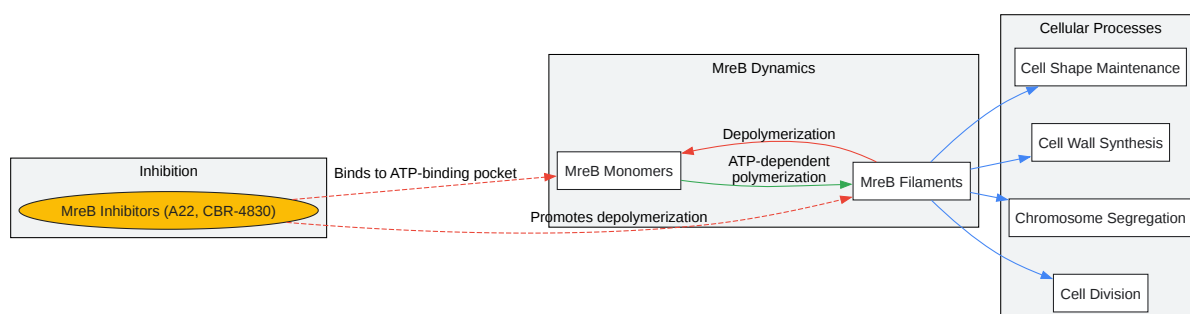 Inhibition
MreB Inhibitors (A22, CBR-4830)
Binds to ATP-binding pocket
Promotes depolymerization
MreB Dynamics
MreB Monomers
Depolymerization
ATP-dependent
polymerization
MreB Filaments
Cellular Processes
Cell Shape Maintenance
Cell Wall Synthesis
Chromosome Segregation
Cell Division